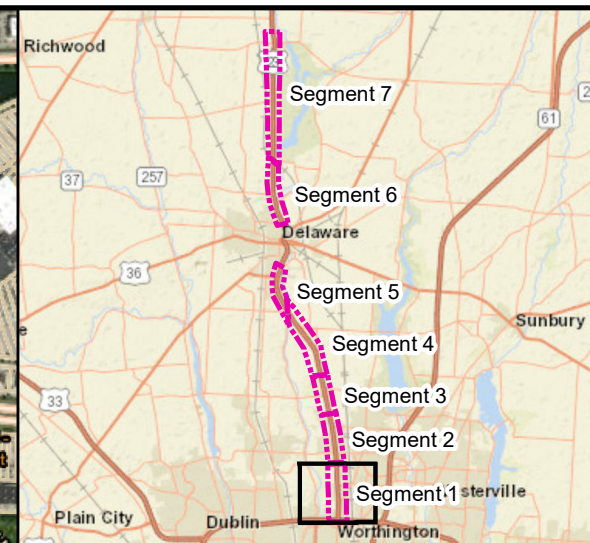 Richwood
Segment 7
61
37
257
Segment 6
Delaware
36
Segment 5
Sunbury
Segment 4
33
Segment 3
Segment 2
Segment 1
sterville
Plain City
Dublin
Worthington